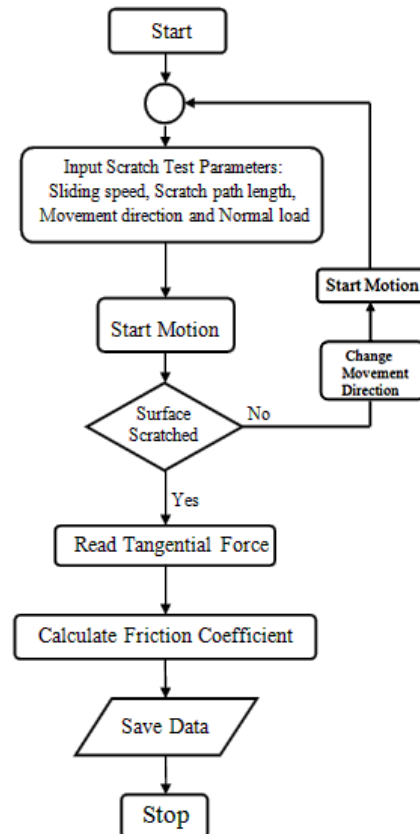 Start
Input Scratch Test Parameters:
Sliding speed, Scratch path length,
Movement direction and Normal load
Start Motion
Start Motion
Change
Movement
Direction
Surface
Scratched
No
Yes
Read Tangential Force
Calculate Friction Coefficient
Save Data
Stop